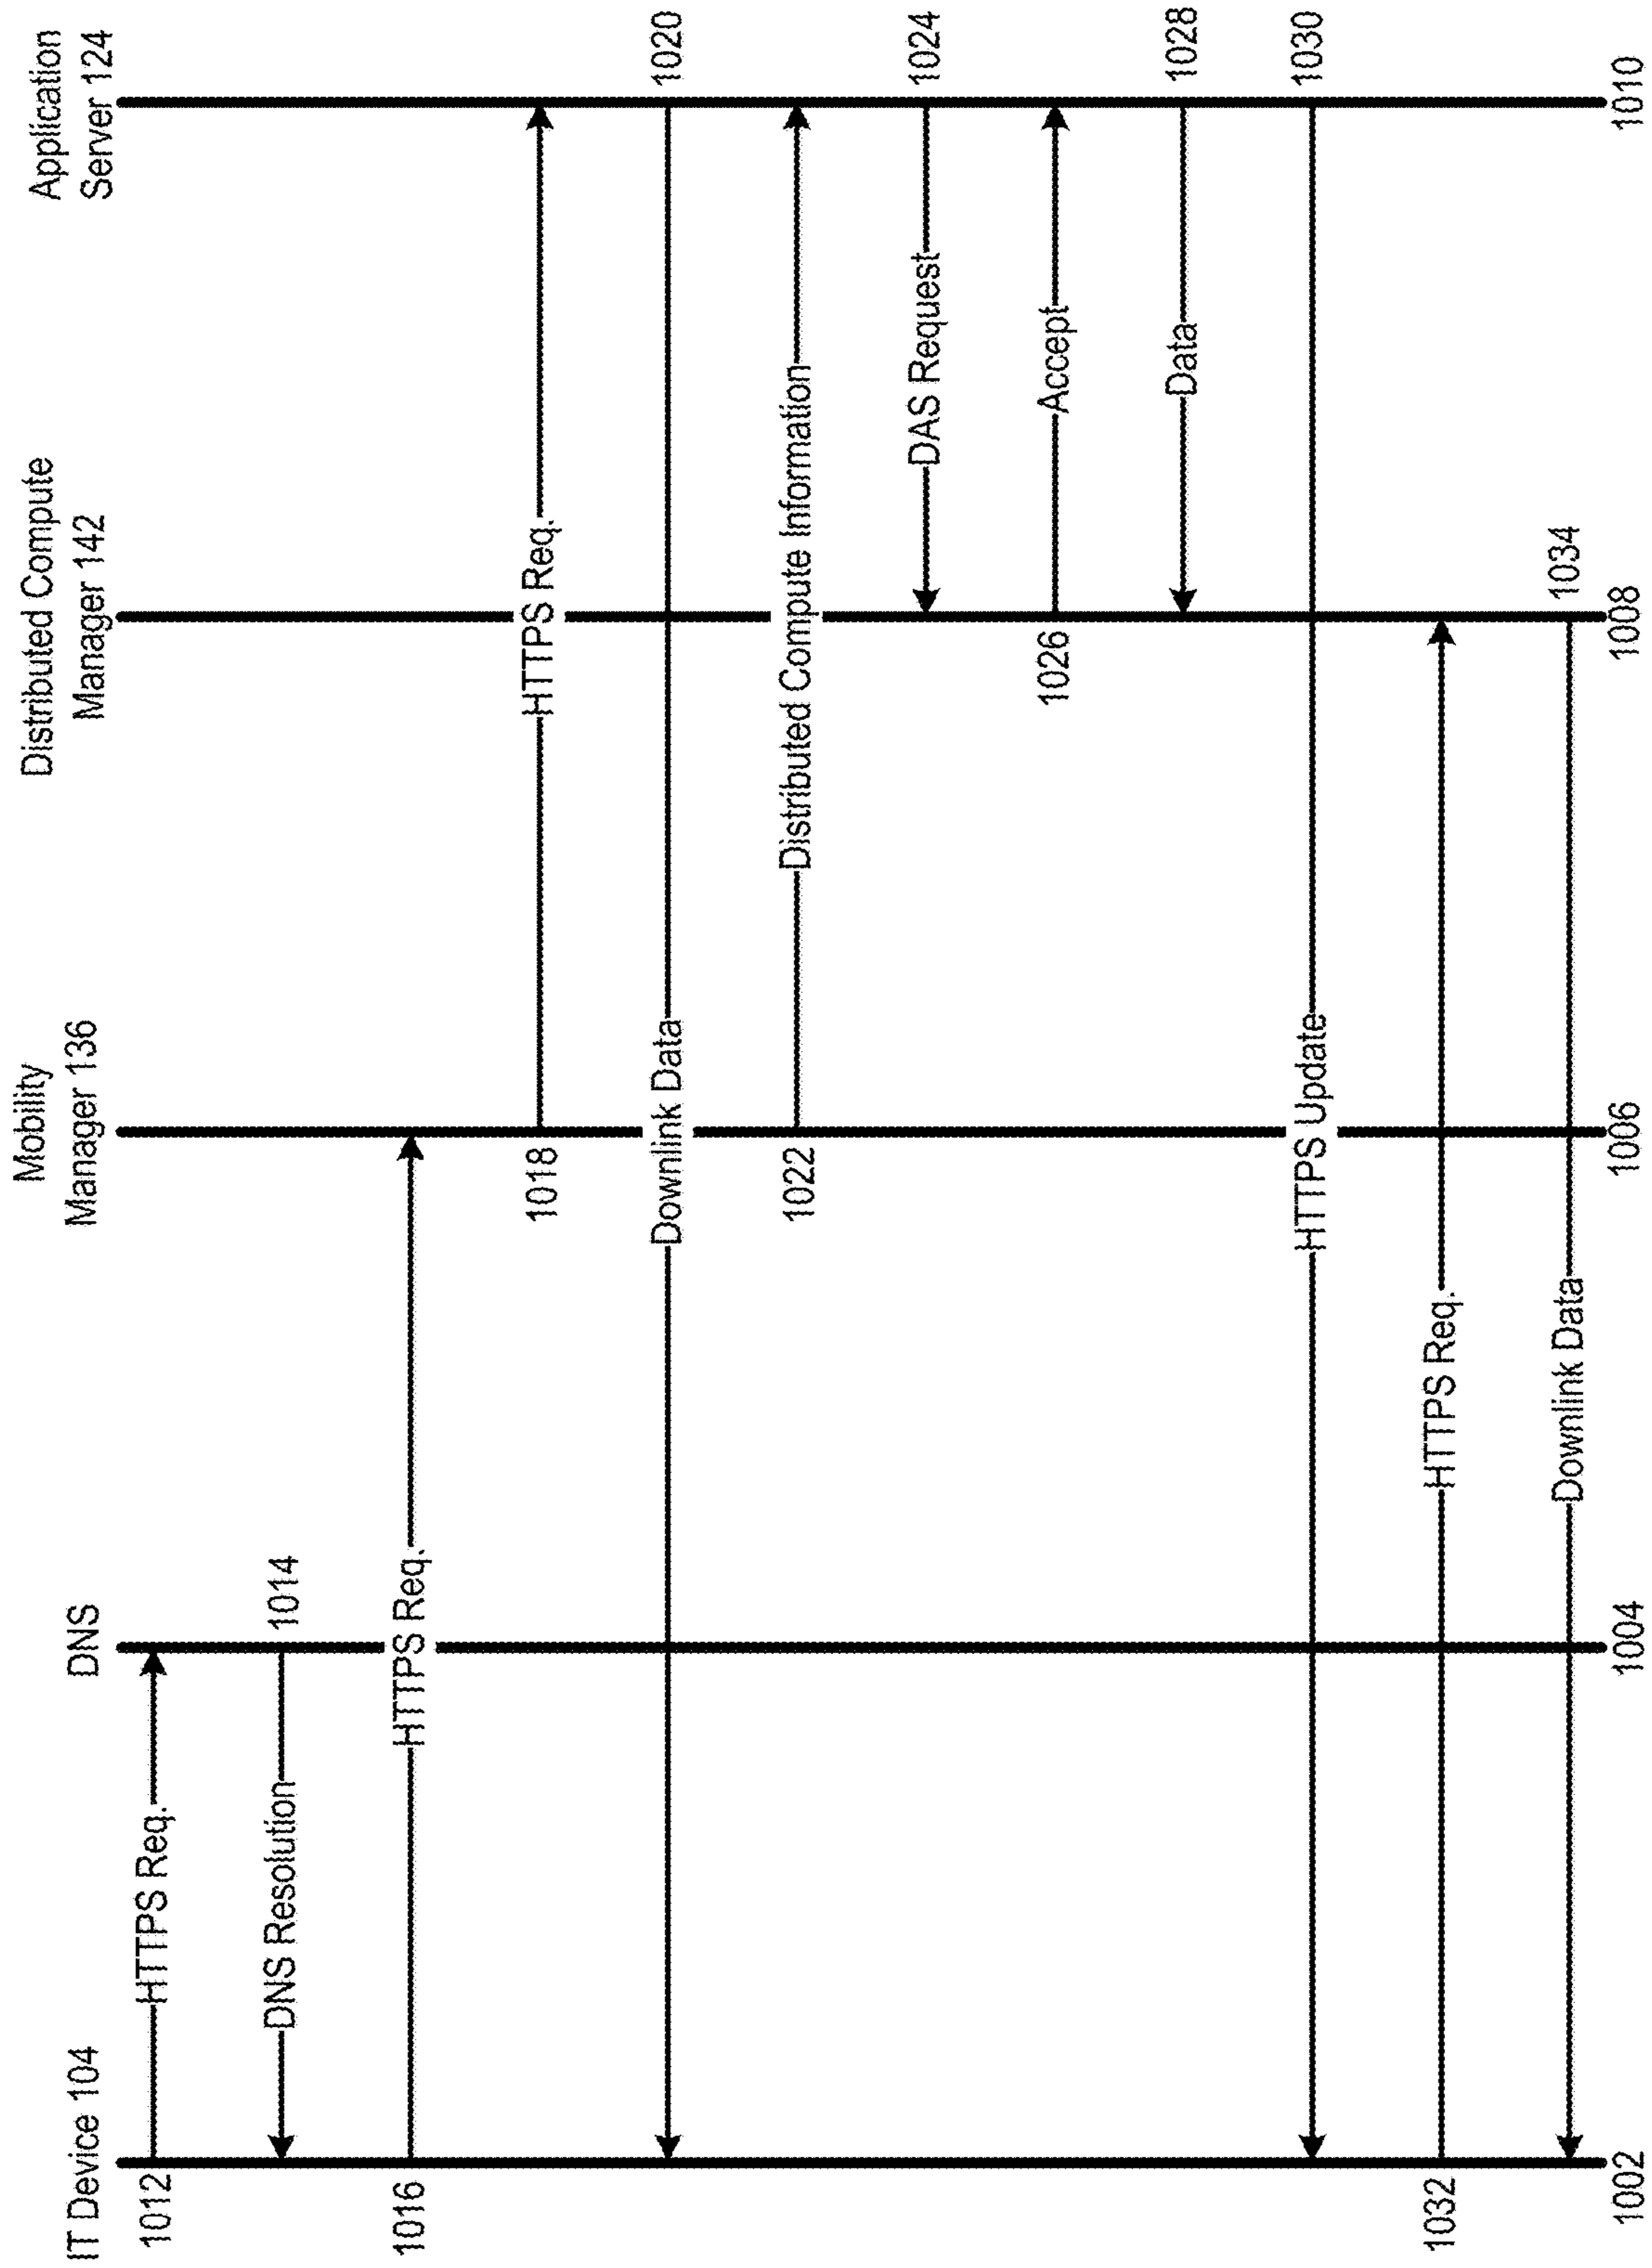 IT Device 104
DNS
Mobility
Manager 136
Distributed Compute
Manager 142
Application
Server 124
1012
HTTPS Req.
DNS Resolution
1014
1016
HTTPS Req.
1018
HTTPS Req.
Downlink Data
1020
1022
Distributed Compute Information
DAS Request
1024
1026
Accept
Data
1028
HTTPS Update
1030
1032
HTTPS Req.
Downlink Data
1034
1002
1004
1006
1008
1010